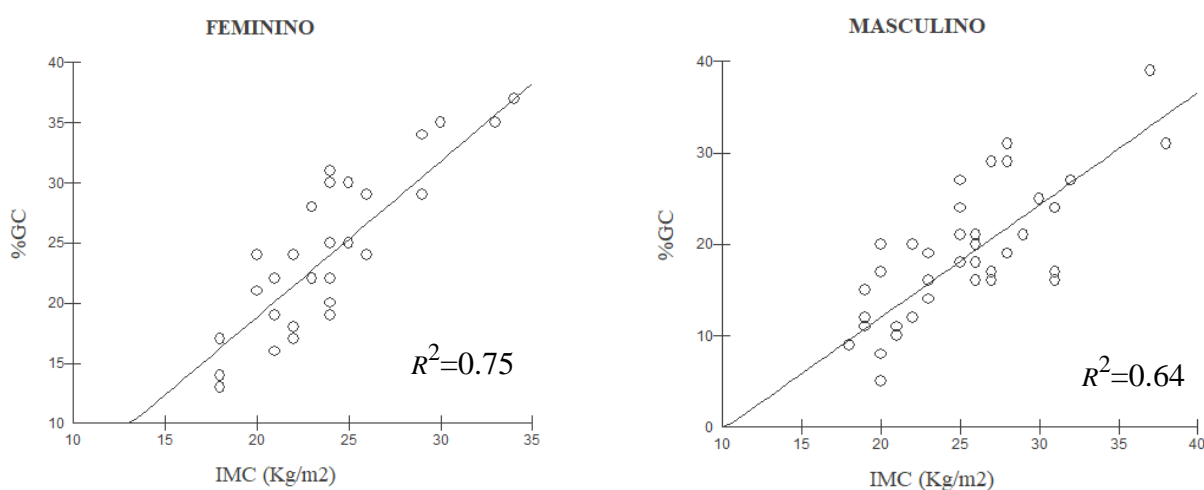 FEMININO
40
35
30
25
20
15
10
%GC
R²=0.75
10 15 20 25 30 35
IMC (Kg/m2)
MASCULINO
40
30
20
10
0
%GC
R²=0.64
10 15 20 25 30 35 40
IMC (Kg/m2)